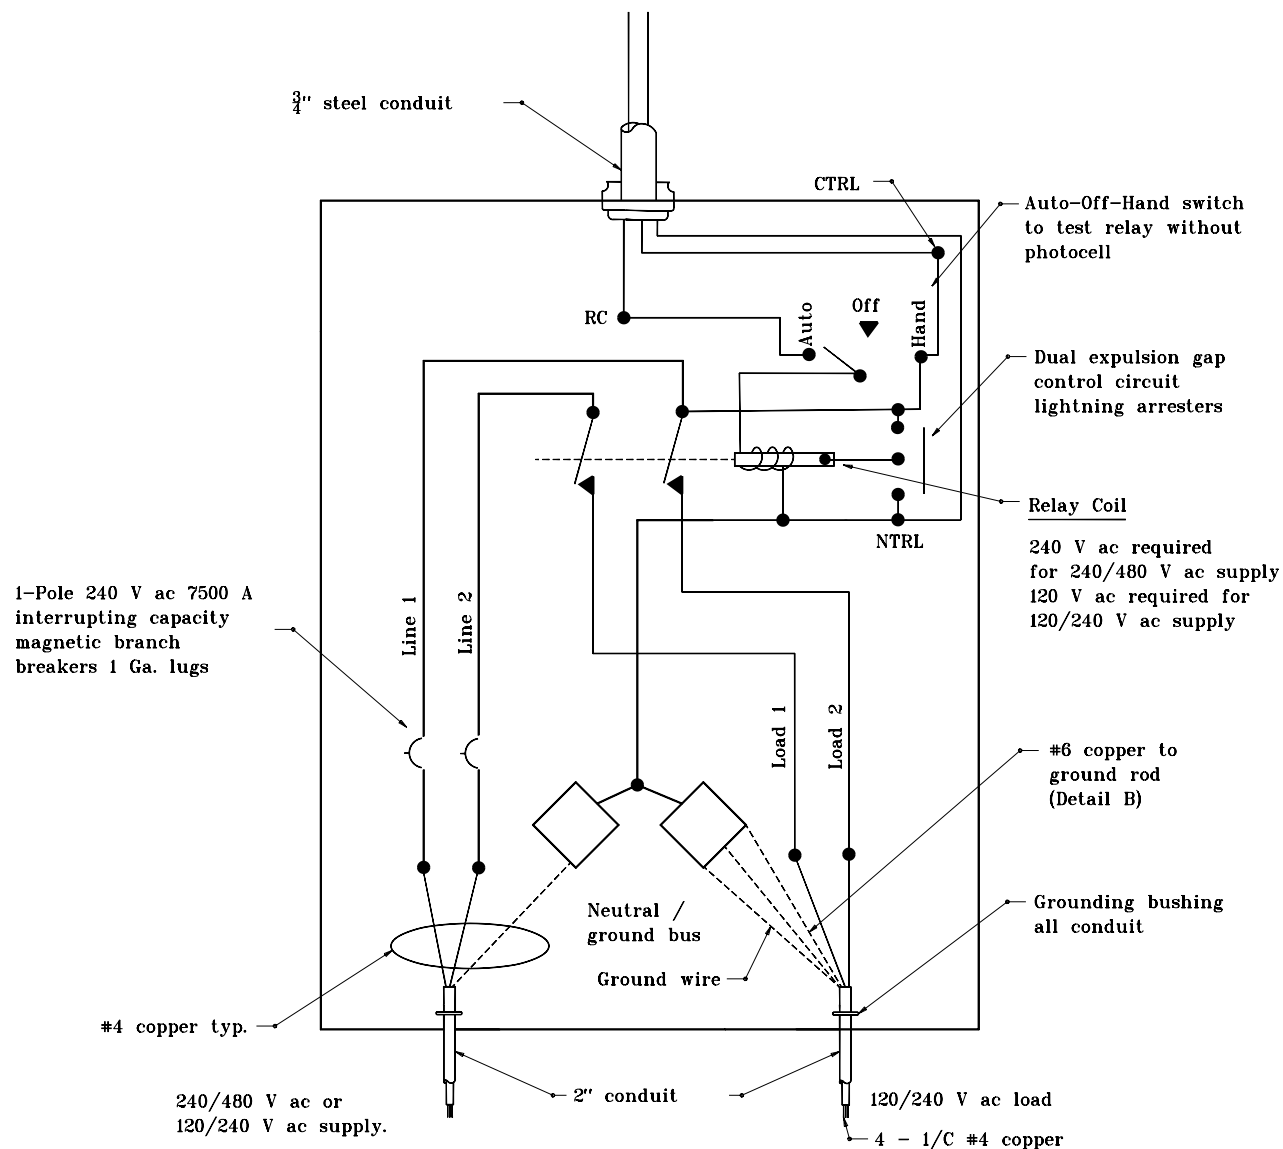 3/4" steel conduit
CTRL
Auto-Off-Hand switch
to test relay without
photocell
RC
Auto
Off
Hand
Dual expulsion gap
control circuit
lightning arresters
Relay Coil
240 V ac required
for 240/480 V ac supply
120 V ac required for
120/240 V ac supply
NTRL
1-Pole 240 V ac 7500 A
interrupting capacity
magnetic branch
breakers 1 Ga. lugs
Line 1
Line 2
Load 1
Load 2
#6 copper to
ground rod
(Detail B)
Neutral /
ground bus
Ground wire
Grounding bushing
all conduit
#4 copper typ.
2" conduit
240/480 V ac or
120/240 V ac supply.
120/240 V ac load
4 - 1/C #4 copper